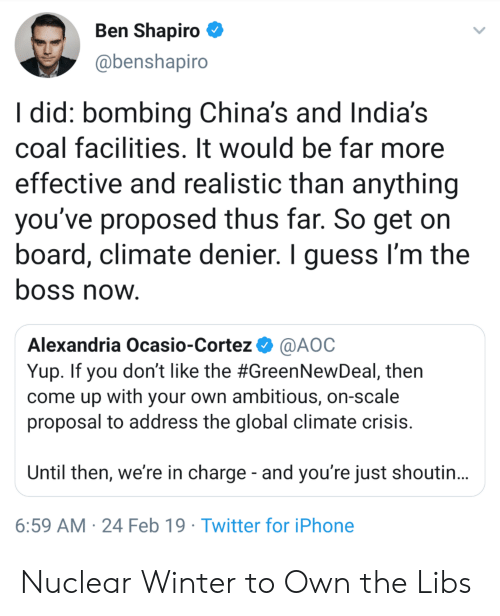 Ben Shapiro
@benshapiro
I did: bombing China's and India's
coal facilities. It would be far more
effective and realistic than anything
you've proposed thus far. So get on
board, climate denier. I guess I'm the
boss now.
Alexandria Ocasio-Cortez @AOC
Yup. If you don't like the #GreenNewDeal, then
come up with your own ambitious, on-scale
proposal to address the global climate crisis.
Until then, we're in charge - and you're just shoutin...
6:59 AM · 24 Feb 19 · Twitter for iPhone
Nuclear Winter to Own the Libs